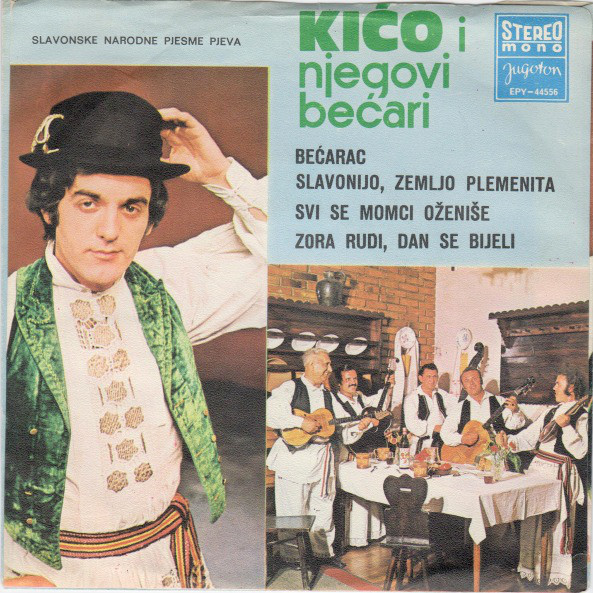 SLAVONSKE NARODNE PJESME PJEVA
KIĆO i
njegovi
bećari
STEREO
mono
Jugoton
EPY-44556
BEĆARAC
SLAVONIJO, ZEMLJO PLEMENITA
SVI SE MOMCI OŽENIŠE
ZORA RUDI, DAN SE BIJELI